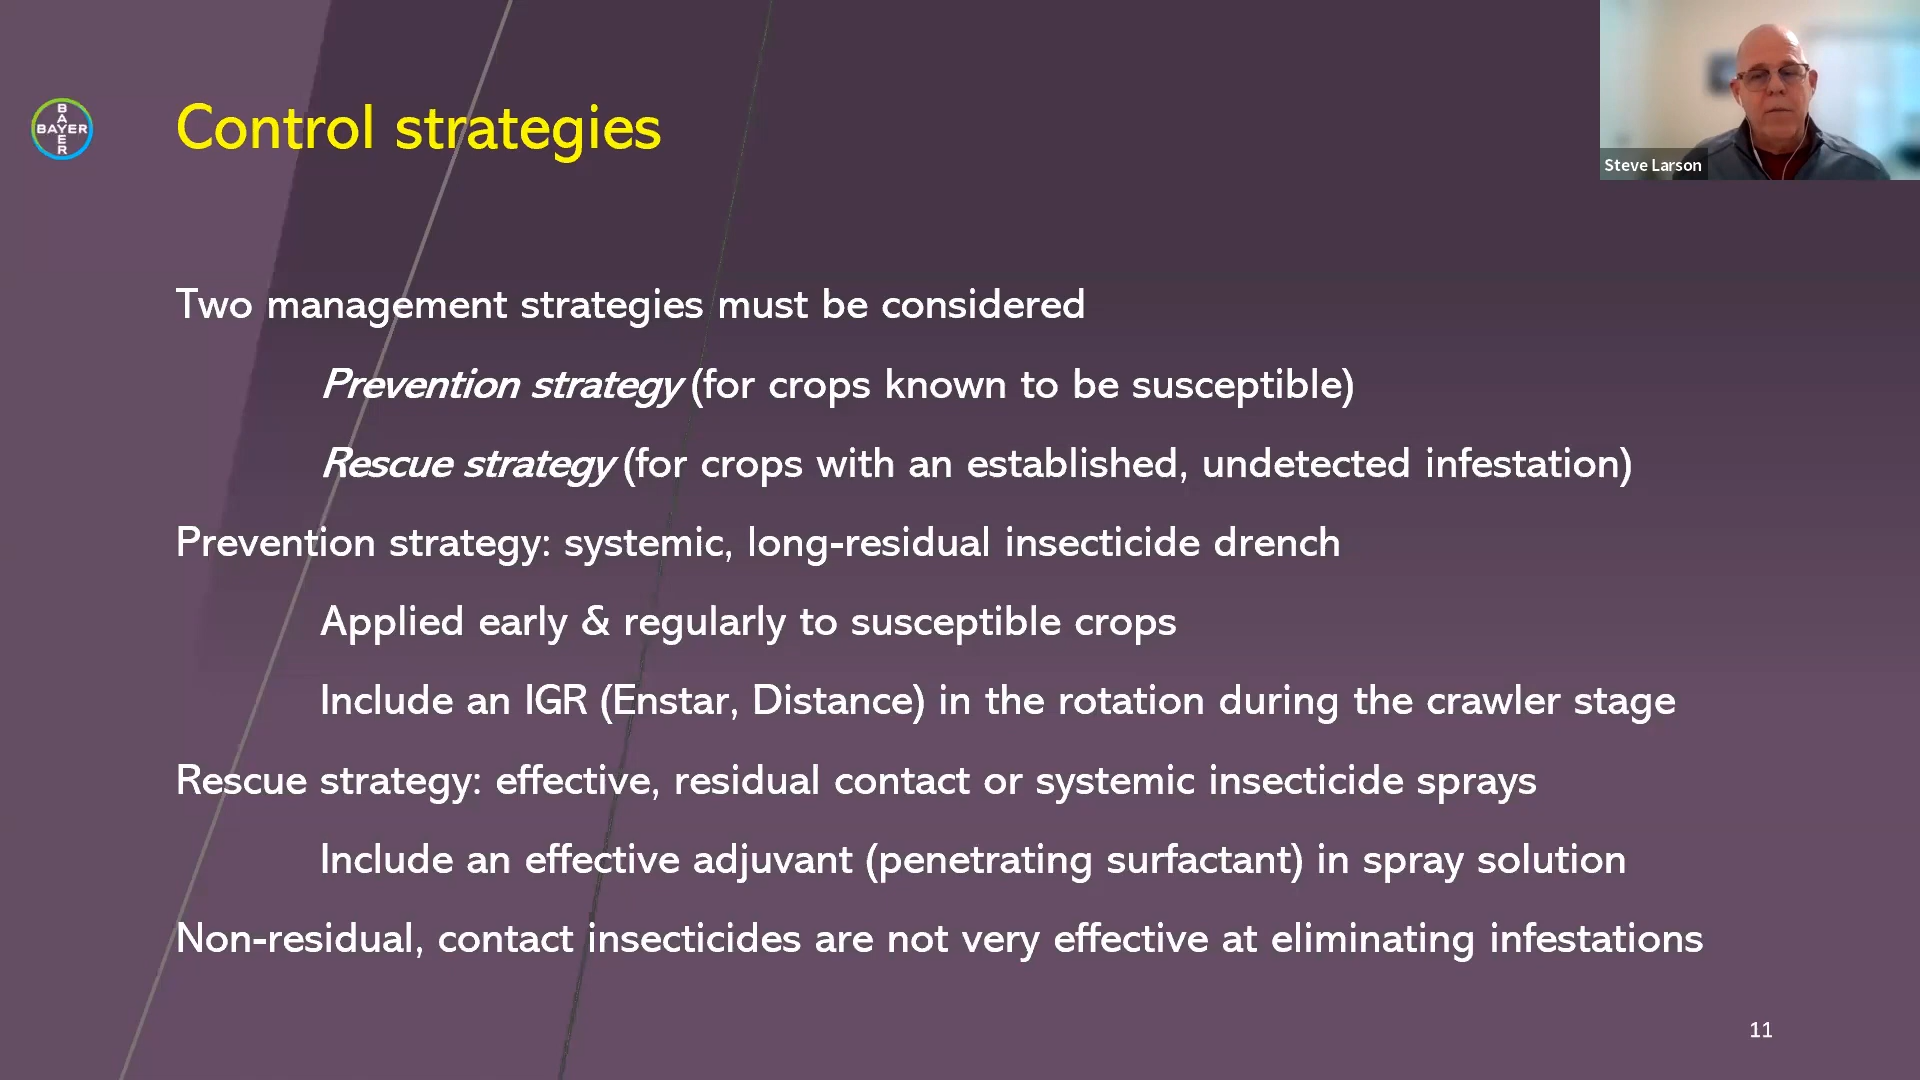 Steve Larson
BAYER
BAYER
Control strategies
Two management strategies must be considered
Prevention strategy (for crops known to be susceptible)
Rescue strategy (for crops with an established, undetected infestation)
Prevention strategy: systemic, long-residual insecticide drench
Applied early & regularly to susceptible crops
Include an IGR (Enstar, Distance) in the rotation during the crawler stage
Rescue strategy: effective, residual contact or systemic insecticide sprays
Include an effective adjuvant (penetrating surfactant) in spray solution
Non-residual, contact insecticides are not very effective at eliminating infestations
11